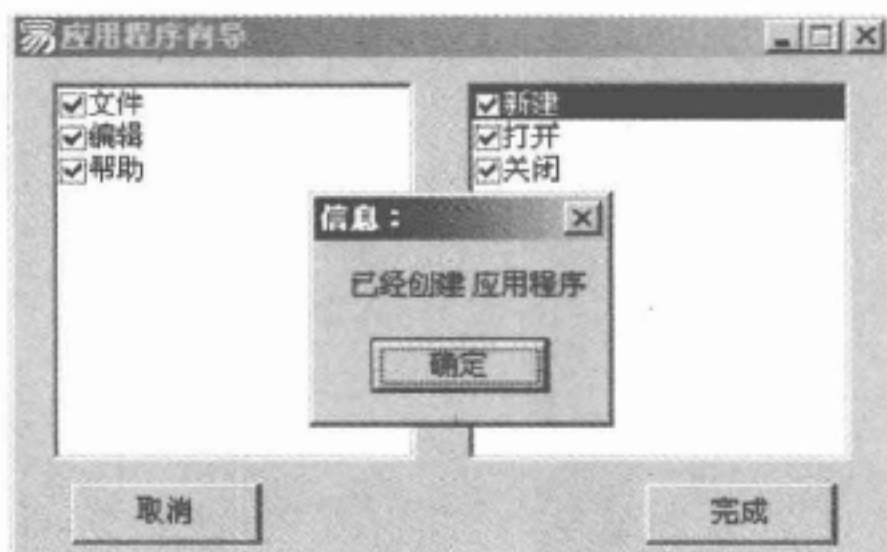 易应用程序向导
文件
编辑
帮助
新建
打开
关闭
信息：
已经创建 应用程序
确定
取消
完成